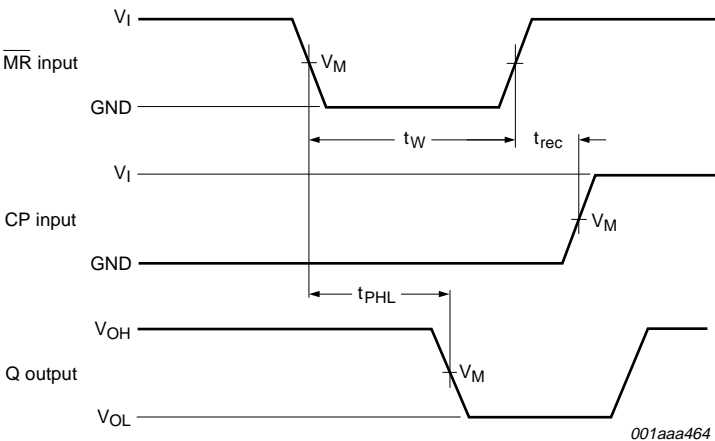 VI
MR input
VM
GND
tW
trec
VI
CP input
VM
GND
tPHL
VOH
Q output
VM
VOL
001aaa464